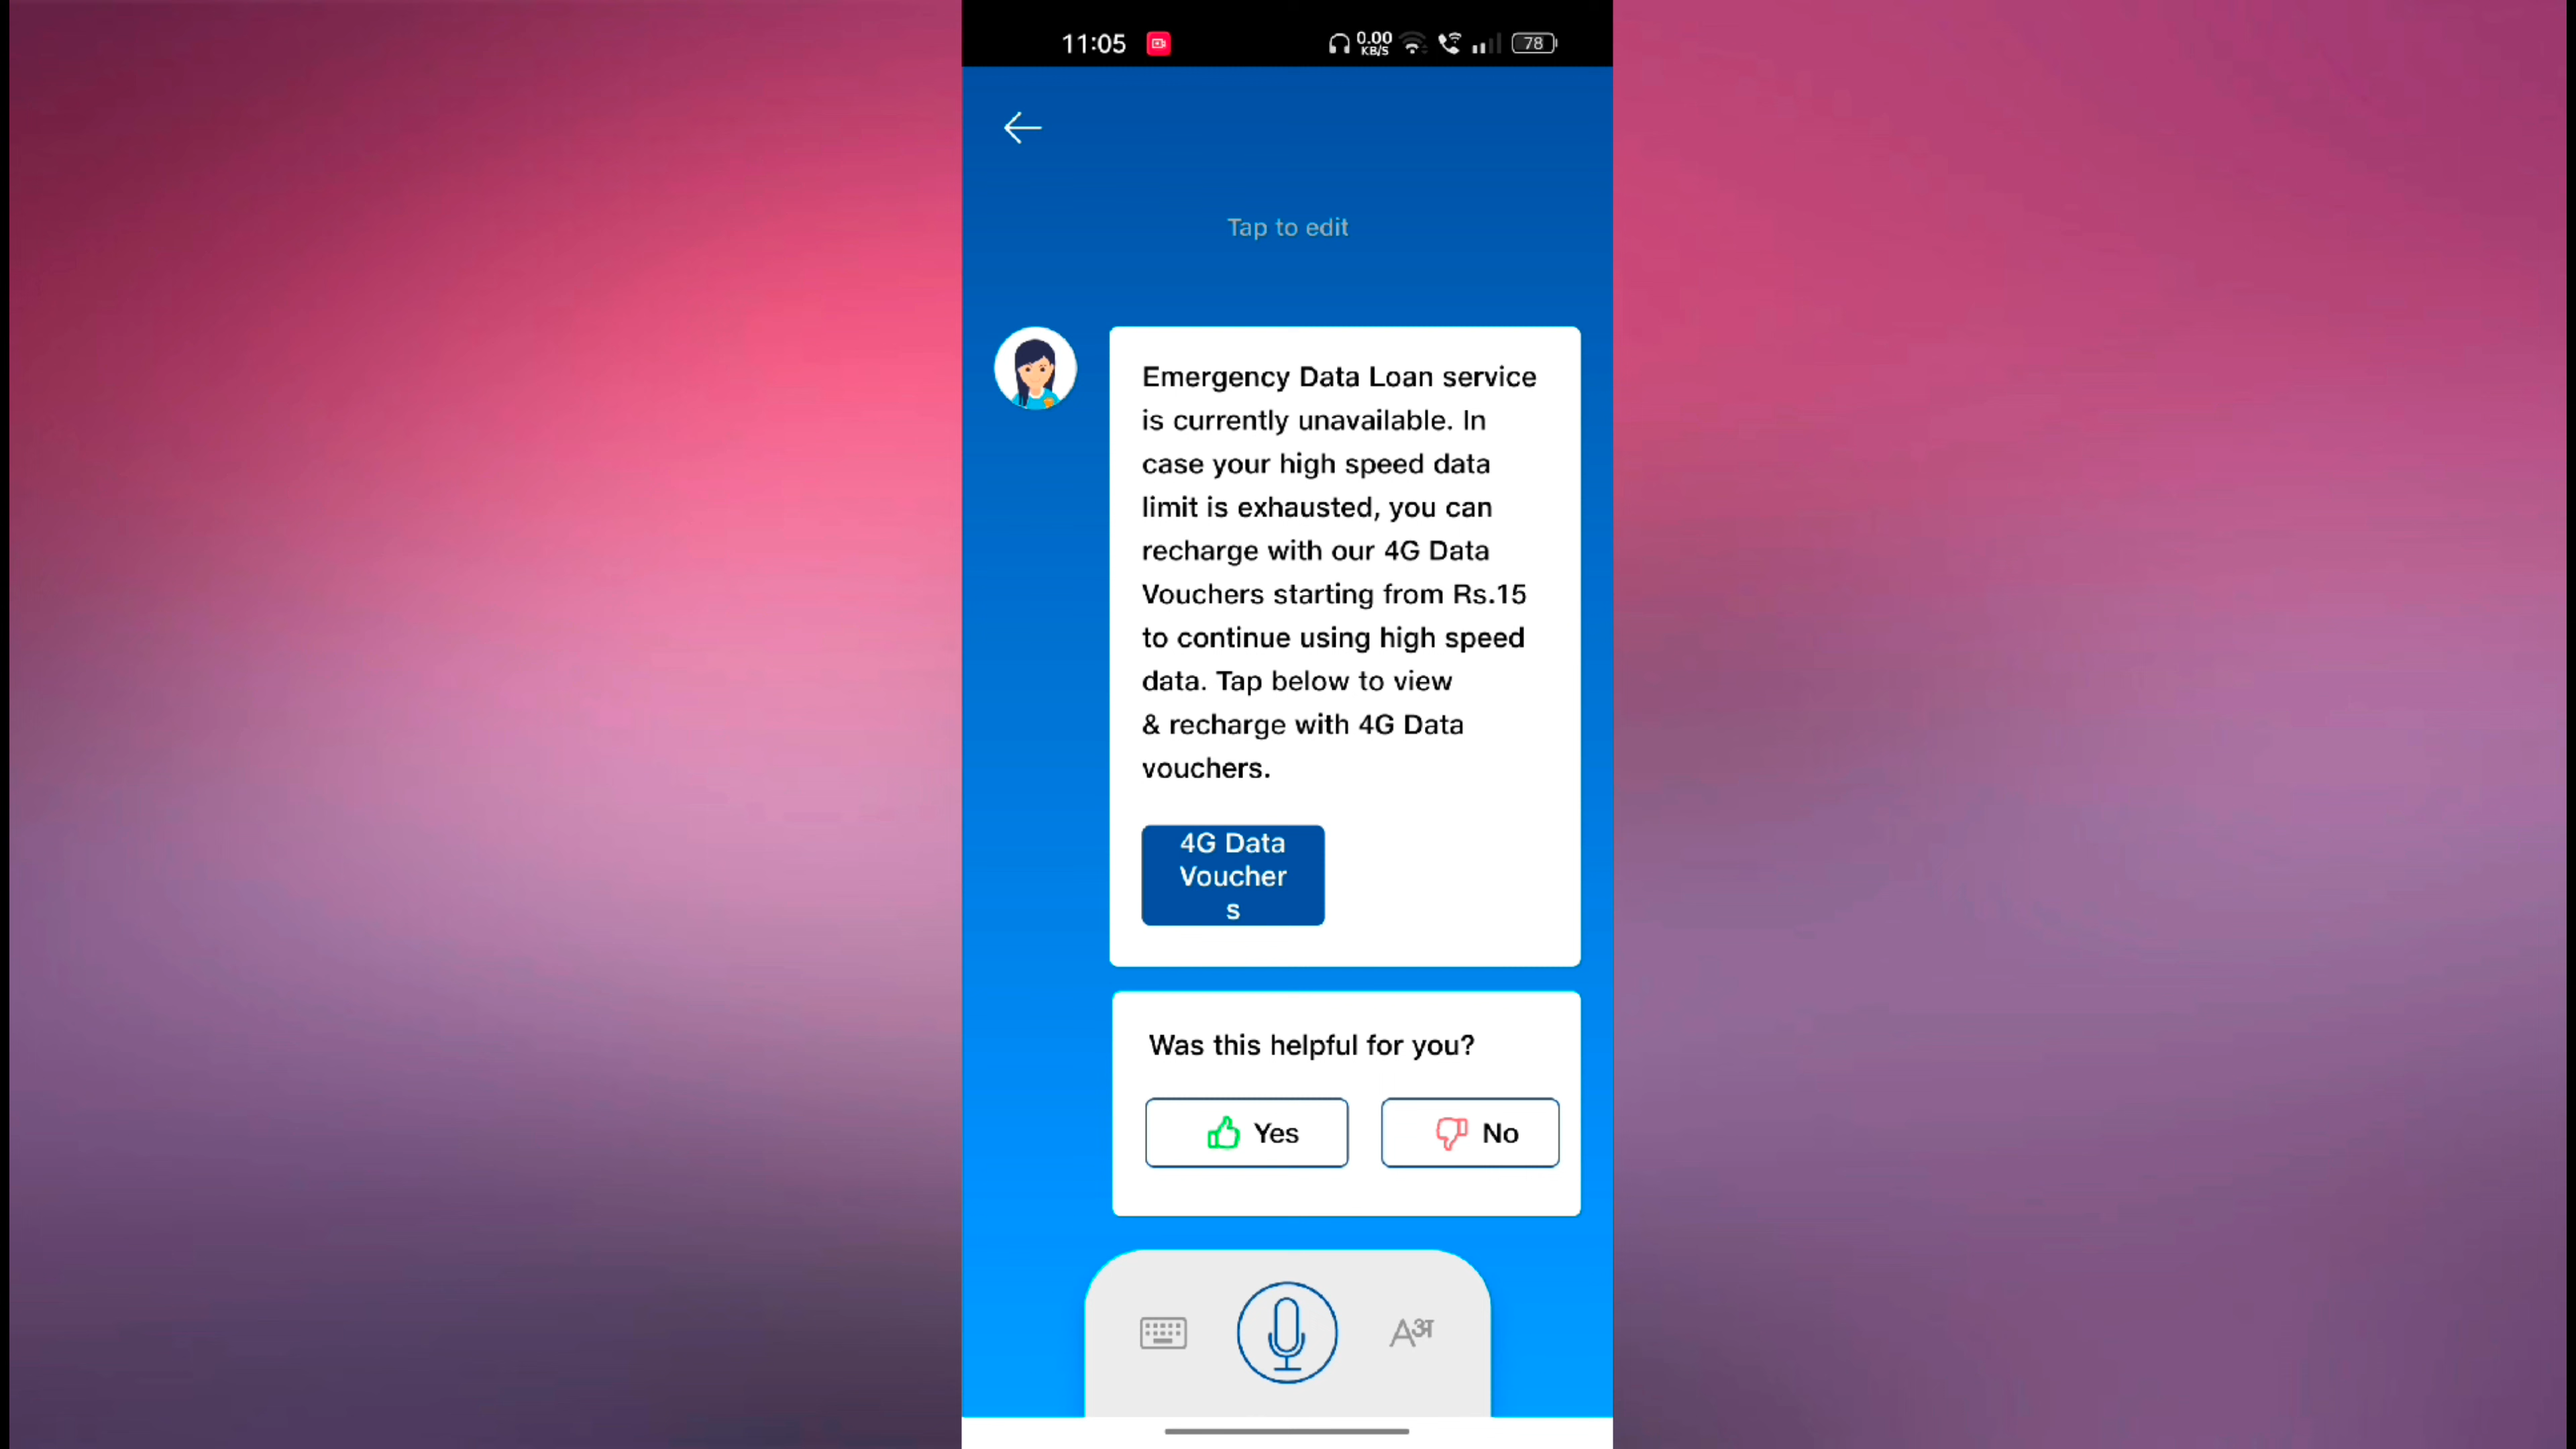 11:05
0.00
KB/S
78
Tap to edit
Emergency Data Loan service
is currently unavailable. In
case your high speed data
limit is exhausted, you can
recharge with our 4G Data
Vouchers starting from Rs.15
to continue using high speed
data. Tap below to view
& recharge with 4G Data
vouchers.
4G Data
Voucher
s
Was this helpful for you?
Yes
No
Aअ